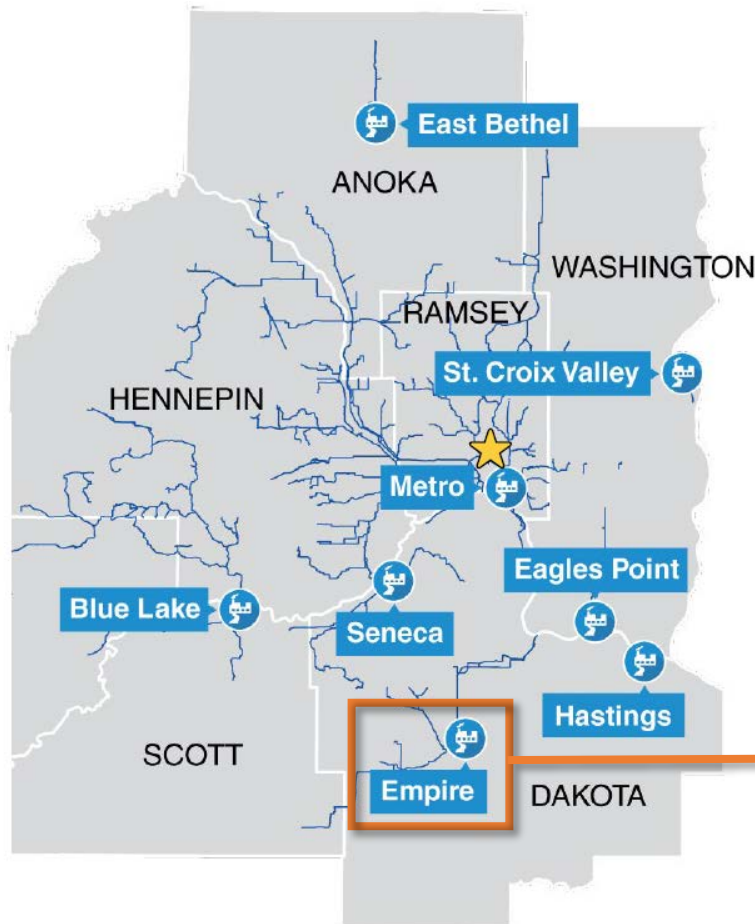 East Bethel
ANOKA
WASHINGTON
RAMSEY
St. Croix Valley
HENNEPIN
Metro
Eagles Point
Blue Lake
Seneca
Hastings
SCOTT
Empire
DAKOTA